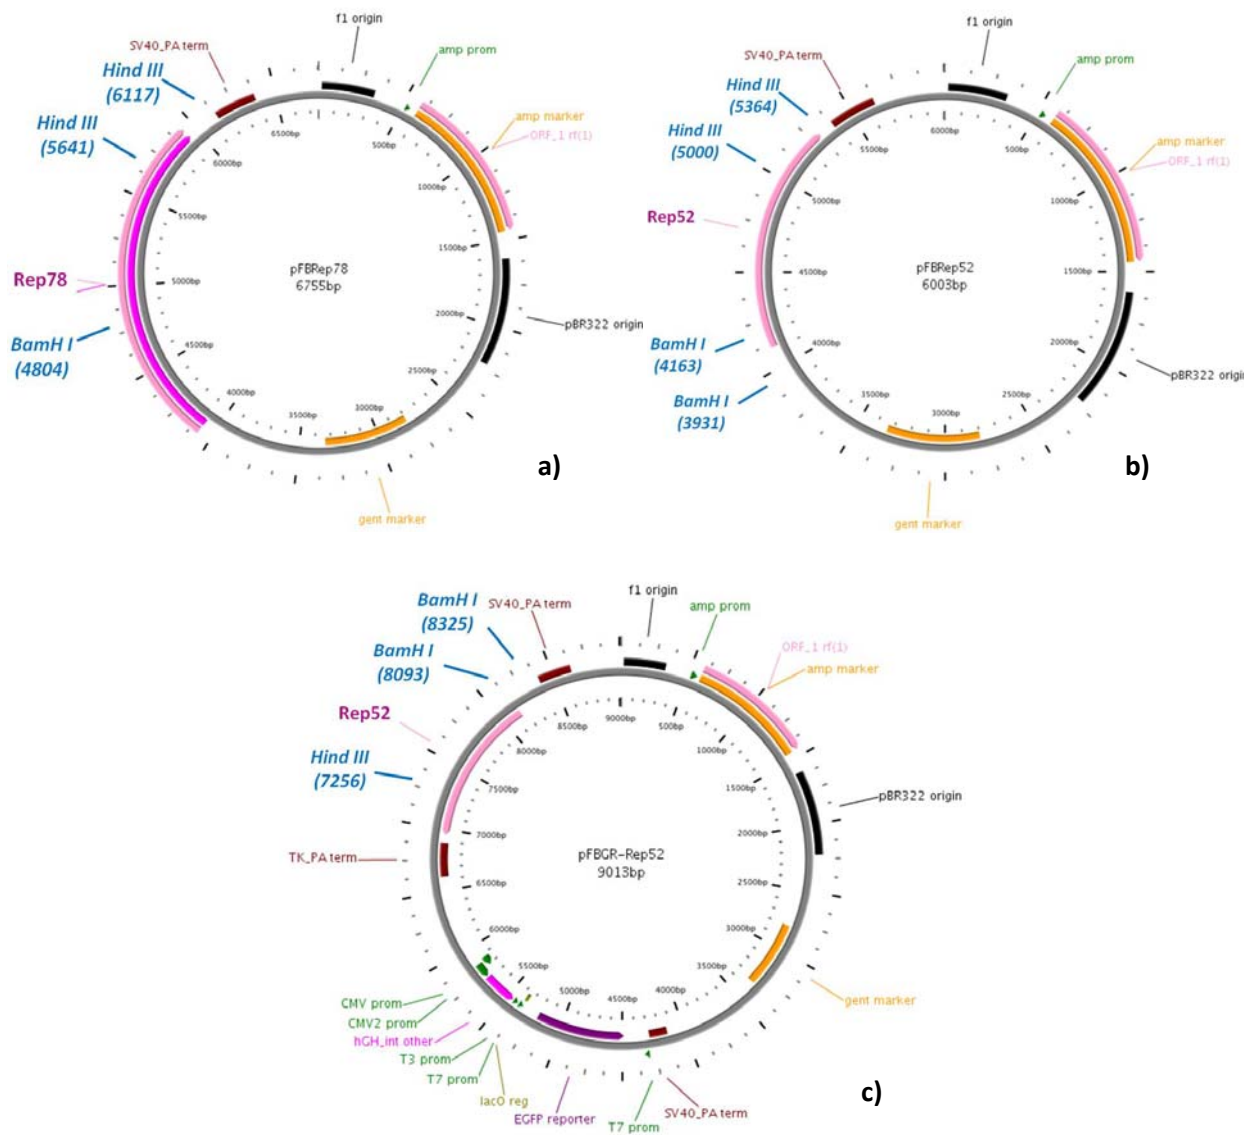 a)
f1 origin
SV40_PA term
amp prom
Hind III
(6117)
Hind III
(5641)
amp marker
ORF_1 rf(1)
6500bp
500bp
6000bp
1000bp
5500bp
1500bp
pFBRep78
6755bp
Rep78
5000bp
2000bp
pBR322 origin
BamH I
(4804)
4500bp
2500bp
4000bp
3000bp
3500bp
gent marker
b)
f1 origin
SV40_PA term
amp prom
Hind III
(5364)
Hind III
(5000)
amp marker
ORF_1 rf(1)
6000bp
500bp
5500bp
1000bp
5000bp
Rep52
pFBRep52
6003bp
4500bp
1500bp
BamH I
(4163)
4000bp
2000bp
pBR322 origin
BamH I
(3931)
3500bp
2500bp
3000bp
gent marker
f1 origin
BamH I
(8325)
SV40_PA term
amp prom
BamH I
(8093)
ORF_1 rf(1)
amp marker
Rep52
9000bp
8500bp
500bp
8000bp
1000bp
Hind III
(7256)
7500bp
1500bp
pBR322 origin
7000bp
2000bp
TK_PA term
pFBGR-Rep52
9013bp
6500bp
2500bp
6000bp
3000bp
5500bp
3500bp
5000bp
4500bp
4000bp
gent marker
CMV prom
CMV2 prom
hGH_int other
T3 prom
T7 prom
lacO reg
EGFP reporter
T7 prom
SV40_PA term
c)